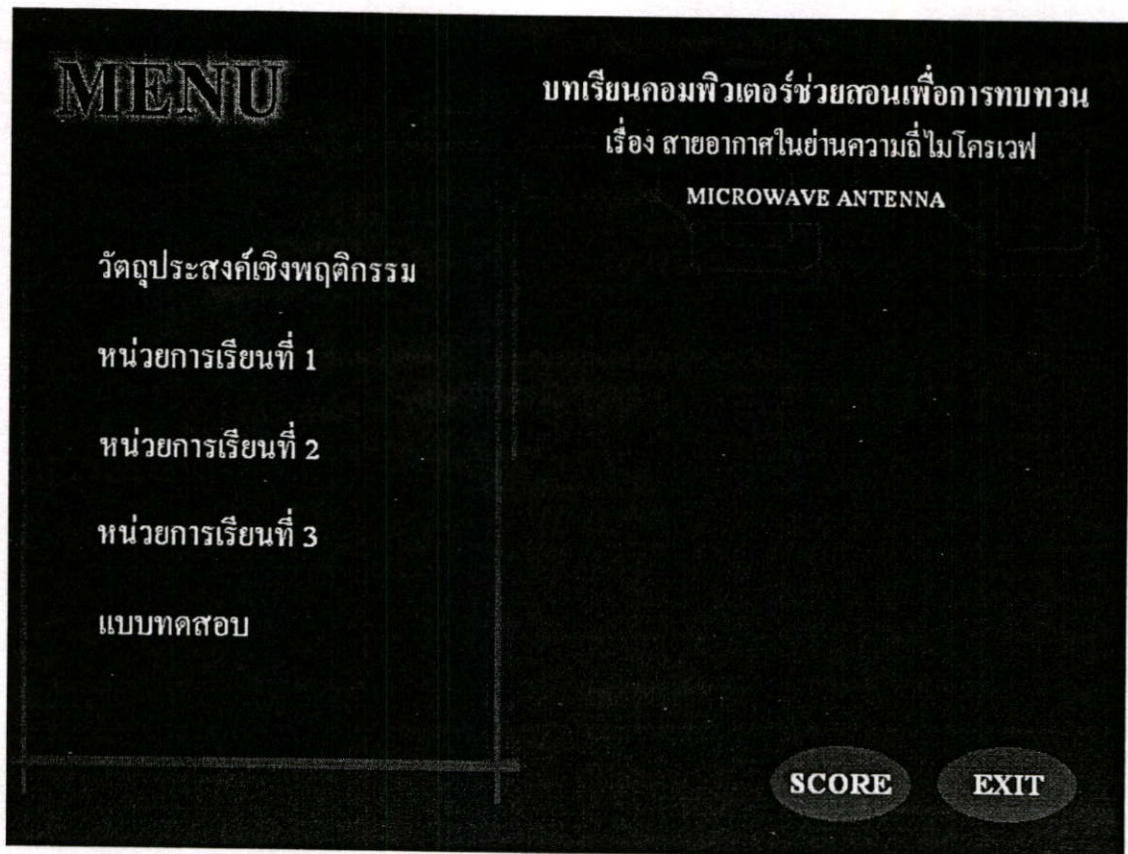 MENU
บทเรียนคอมพิวเตอร์ช่วยสอนเพื่อการทบทวน
เรื่อง สายอากาศในย่านความถี่ไมโครเวฟ
MICROWAVE ANTENNA
วัตถุประสงค์เชิงพฤติกรรม
หน่วยการเรียนที่ 1
หน่วยการเรียนที่ 2
หน่วยการเรียนที่ 3
แบบทดสอบ
SCORE
EXIT